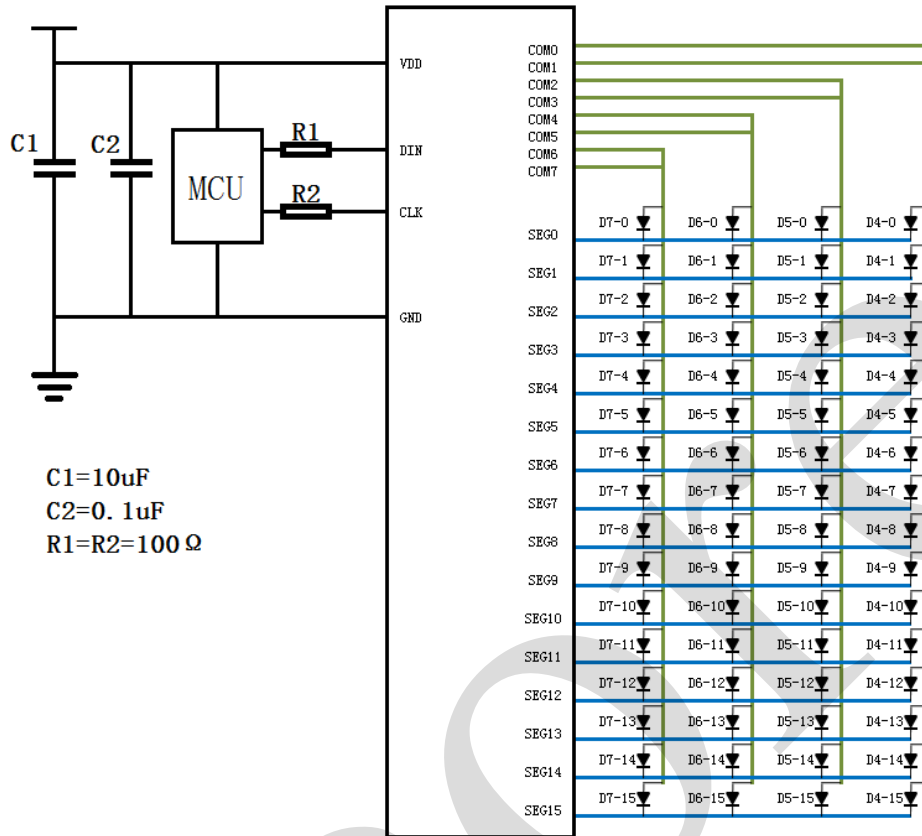 COM0
COM1
COM2
COM3
COM4
COM5
COM6
COM7
VDD
DIN
CLK
GND
C1
C2
MCU
R1
R2
C1=10uF
C2=0.1uF
R1=R2=100Ω
D7-0 D6-0 D5-0 D4-0
SEG0
D7-1 D6-1 D5-1 D4-1
SEG1
D7-2 D6-2 D5-2 D4-2
SEG2
D7-3 D6-3 D5-3 D4-3
SEG3
D7-4 D6-4 D5-4 D4-4
SEG4
D7-5 D6-5 D5-5 D4-5
SEG5
D7-6 D6-6 D5-6 D4-6
SEG6
D7-7 D6-7 D5-7 D4-7
SEG7
D7-8 D6-8 D5-8 D4-8
SEG8
D7-9 D6-9 D5-9 D4-9
SEG9
D7-10 D6-10 D5-10 D4-10
SEG10
D7-11 D6-11 D5-11 D4-11
SEG11
D7-12 D6-12 D5-12 D4-12
SEG12
D7-13 D6-13 D5-13 D4-13
SEG13
D7-14 D6-14 D5-14 D4-14
SEG14
D7-15 D6-15 D5-15 D4-15
SEG15